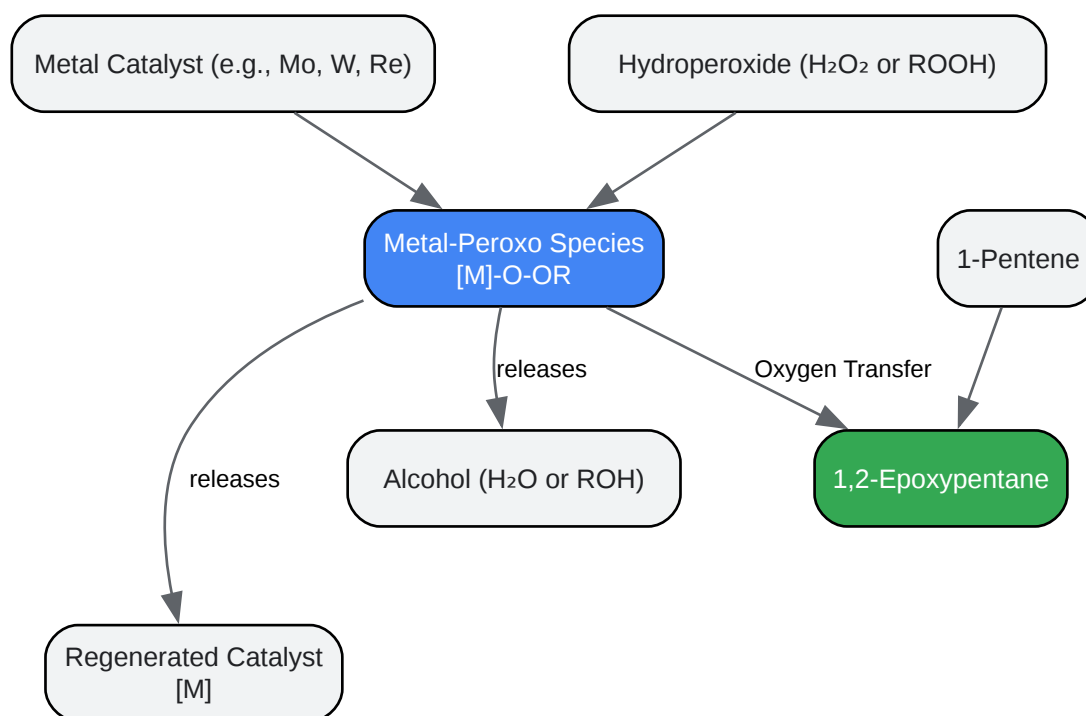 Metal Catalyst (e.g., Mo, W, Re)
Hydroperoxide (H₂O₂ or ROOH)
Metal-Peroxo Species
[M]-O-OR
1-Pentene
releases
Oxygen Transfer
releases
Alcohol (H₂O or ROH)
1,2-Epoxypentane
Regenerated Catalyst
[M]